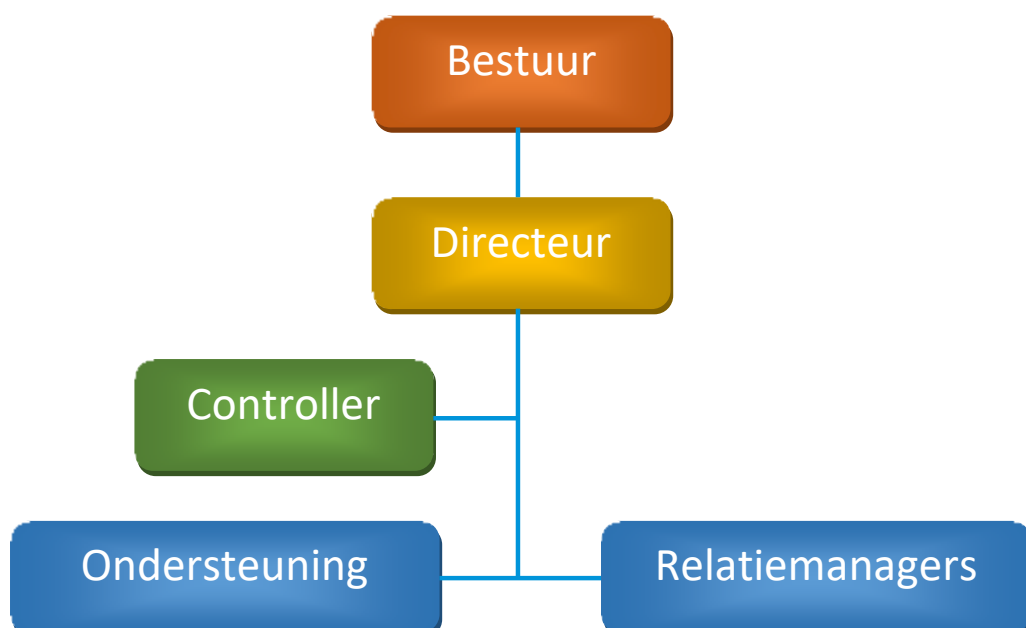 Bestuur
Directeur
Controller
Ondersteuning
Relatiemanagers